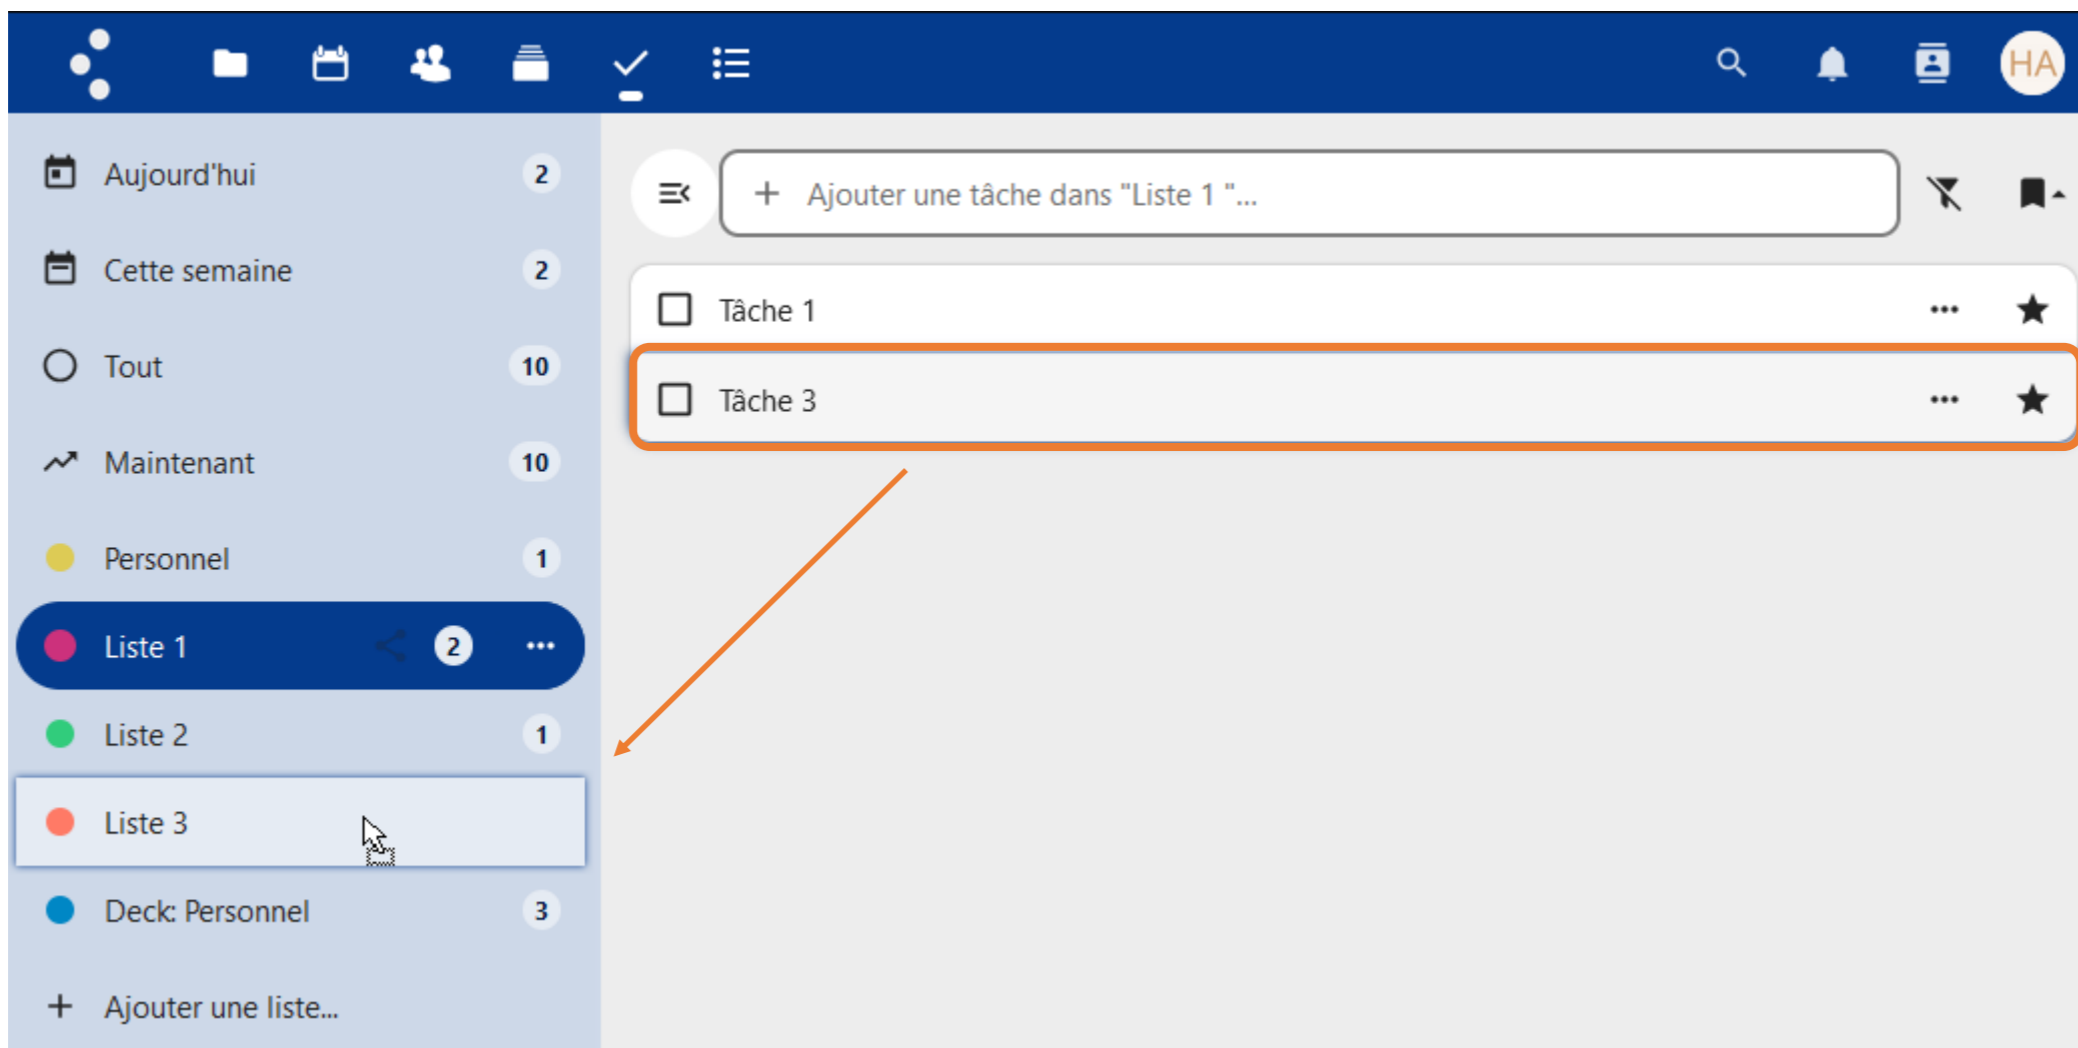 HA
Aujourd'hui 2
Cette semaine 2
Tout 10
Maintenant 10
Personnel 1
Liste 1 2
Liste 2 1
Liste 3
Deck: Personnel 3
+ Ajouter une liste...
+ Ajouter une tâche dans "Liste 1 "...
Tâche 1
Tâche 3